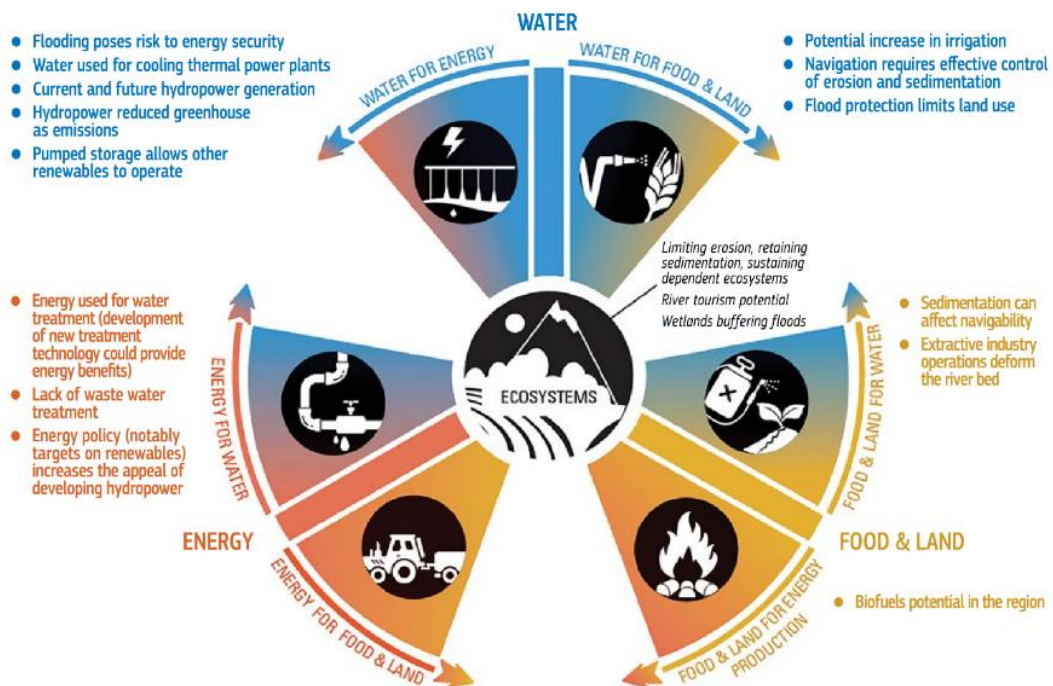 WATER
Flooding poses risk to energy security
Water used for cooling thermal power plants
Current and future hydropower generation
Hydropower reduced greenhouse
as emissions
Pumped storage allows other
renewables to operate
WATER FOR ENERGY
WATER FOR FOOD & LAND
Potential increase in irrigation
Navigation requires effective control
of erosion and sedimentation
Flood protection limits land use
Limiting erosion, retaining
sedimentation, sustaining
dependent ecosystems
River tourism potential
Wetlands buffering floods
ECOSYSTEMS
Energy used for water
treatment (development
of new treatment
technology could provide
energy benefits)
Lack of waste water
treatment
Energy policy (notably
targets on renewables)
increases the appeal of
developing hydropower
ENERGY FOR WATER
ENERGY
ENERGY FOR FOOD & LAND
Sedimentation can
affect navigability
Extractive industry
operations deform
the river bed
FOOD & LAND FOR WATER
FOOD & LAND
FOOD & LAND FOR ENERGY
PRODUCTION
Biofuels potential in the region